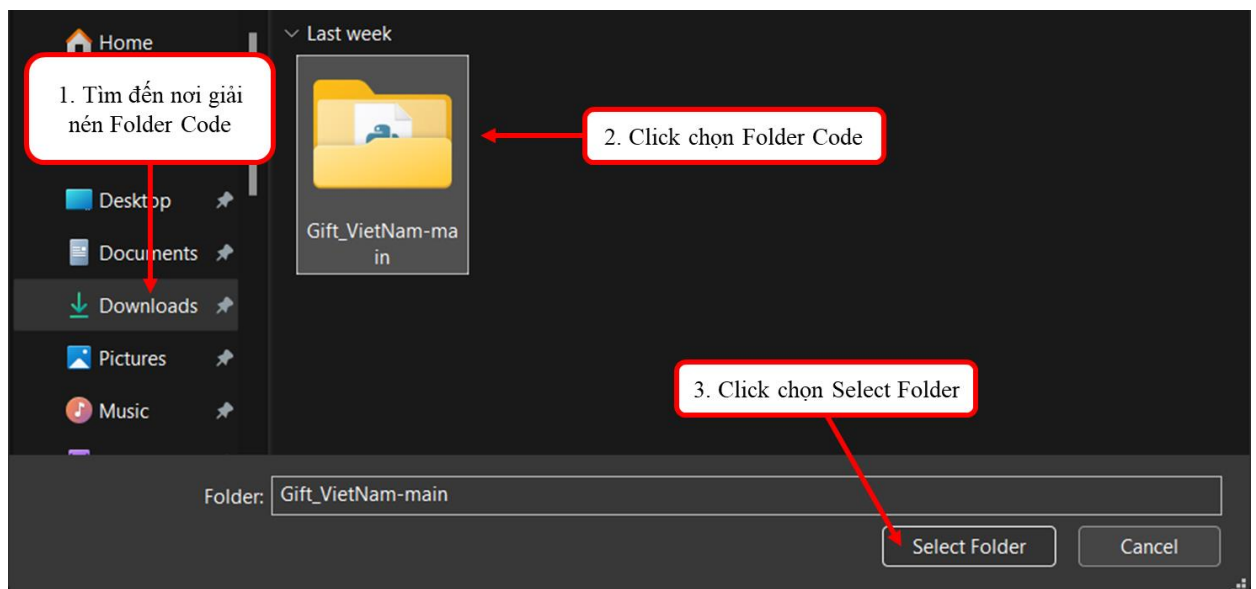 Home
Last week
1. Tìm đến nơi giải
nén Folder Code
2. Click chọn Folder Code
Desktop
Gift_VietNam-ma
in
Documents
Downloads
Pictures
3. Click chọn Select Folder
Music
Folder:
Gift_VietNam-main
Select Folder
Cancel